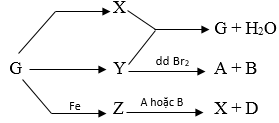 X
G + H₂O
G
Y
dd Br₂
A + B
Fe
Z
A hoặc B
X + D